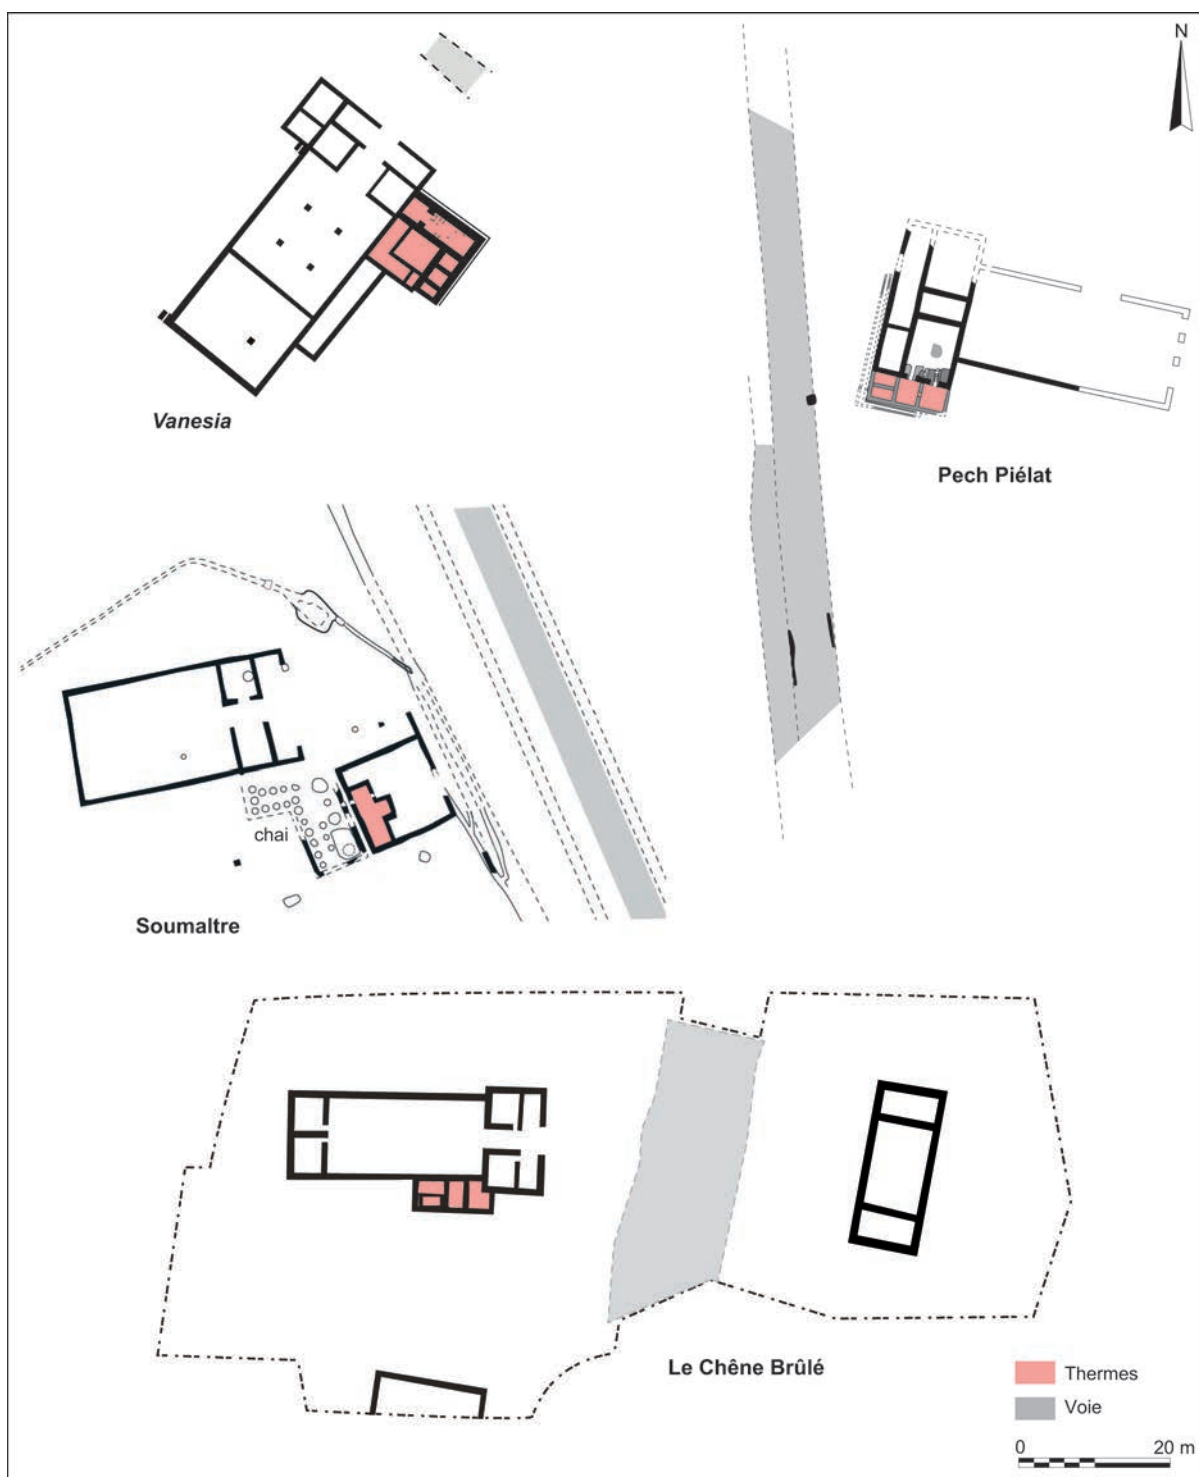 N
Vanesia
Pech Piélat
chai
Soumaltre
Le Chêne Brûlé
Thermes
Voie
0 20 m